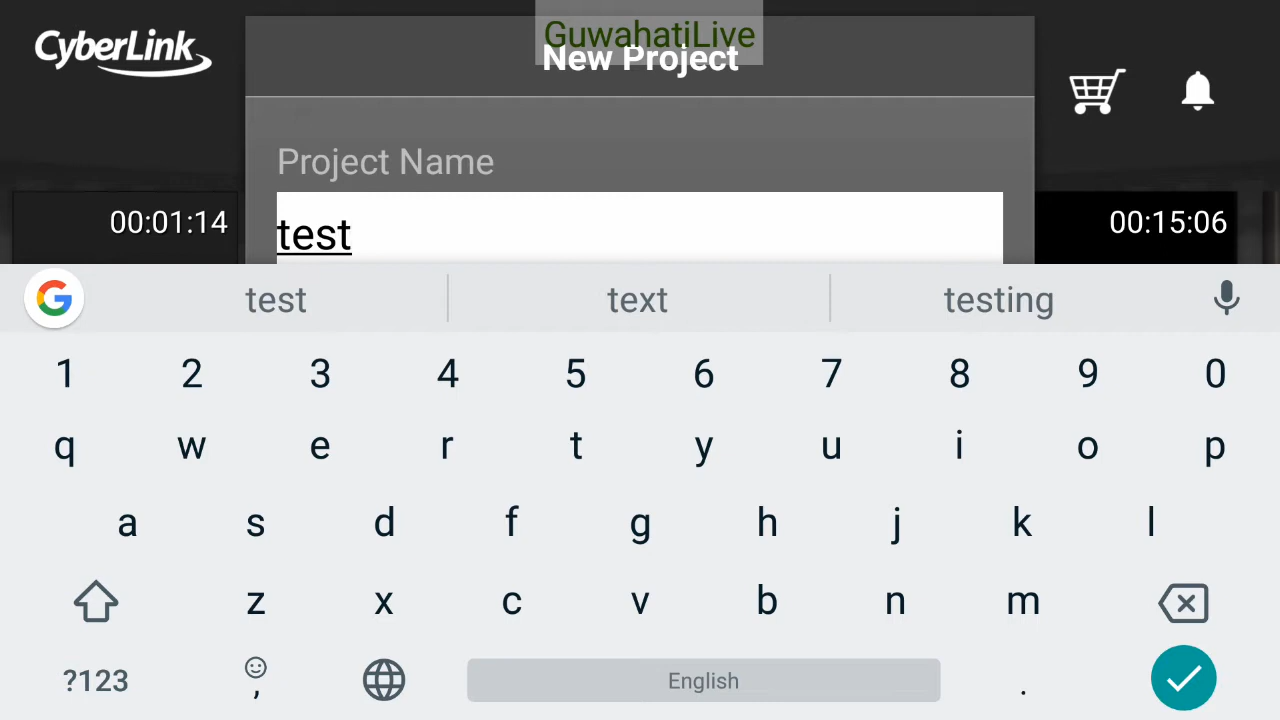 CyberLink
GuwahatiLive
New Project
Project Name
00:01:14
test
00:15:06
test text testing
1 2 3 4 5 6 7 8 9 0
q w e r t y u i o p
a s d f g h j k l
z x c v b n m
?123 , English .